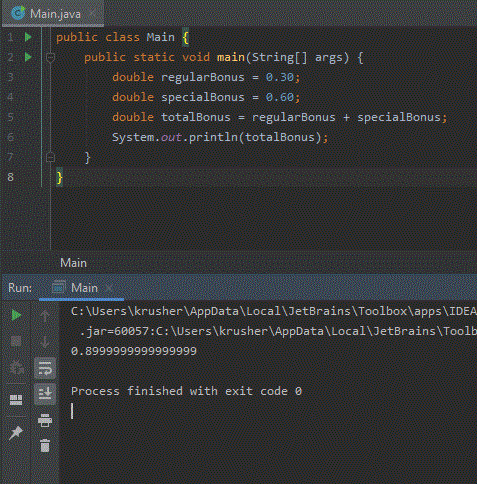 Main.java
1 public class Main {
2 public static void main(String[] args) {
3 double regularBonus = 0.30;
4 double specialBonus = 0.60;
5 double totalBonus = regularBonus + specialBonus;
6 System.out.println(totalBonus);
7 }
8 }
Main
Run: Main
C:\Users\krusher\AppData\Local\JetBrains\Toolbox\apps\IDEA
.jar=60057:C:\Users\krusher\AppData\Local\JetBrains\Toolb
0.8999999999999999
Process finished with exit code 0